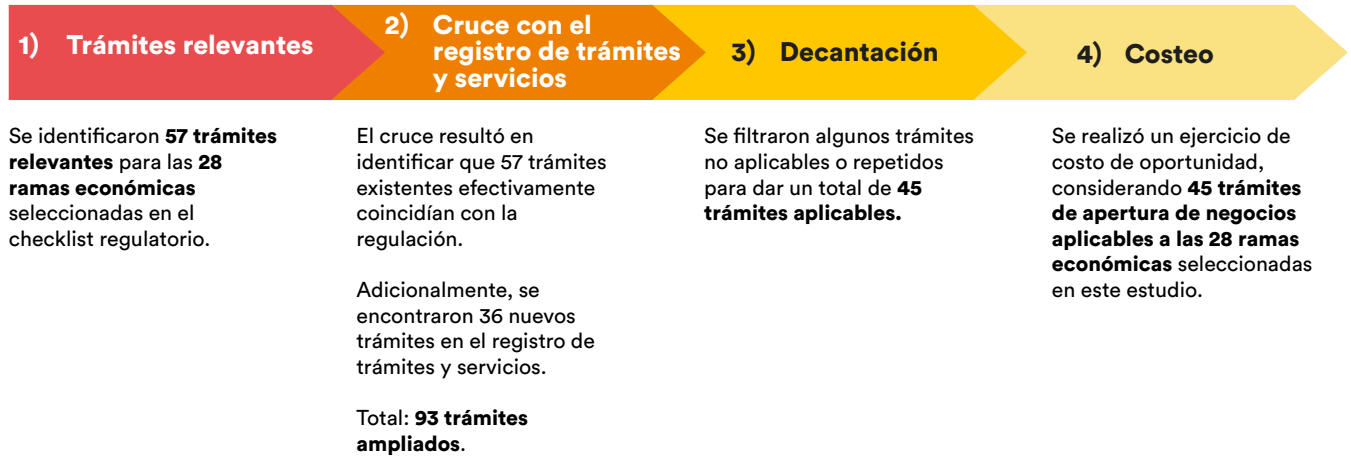 1) Trámites relevantes
2) Cruce con el
registro de trámites
y servicios
3) Decantación
4) Costeo
Se identificaron 57 trámites
relevantes para las 28
ramas económicas
seleccionadas en el
checklist regulatorio.
El cruce resultó en
identificar que 57 trámites
existentes efectivamente
coincidían con la
regulación.
Adicionalmente, se
encontraron 36 nuevos
trámites en el registro de
trámites y servicios.
Total: 93 trámites
ampliados.
Se filtraron algunos trámites
no aplicables o repetidos
para dar un total de 45
trámites aplicables.
Se realizó un ejercicio de
costo de oportunidad,
considerando 45 trámites
de apertura de negocios
aplicables a las 28 ramas
económicas seleccionadas
en este estudio.